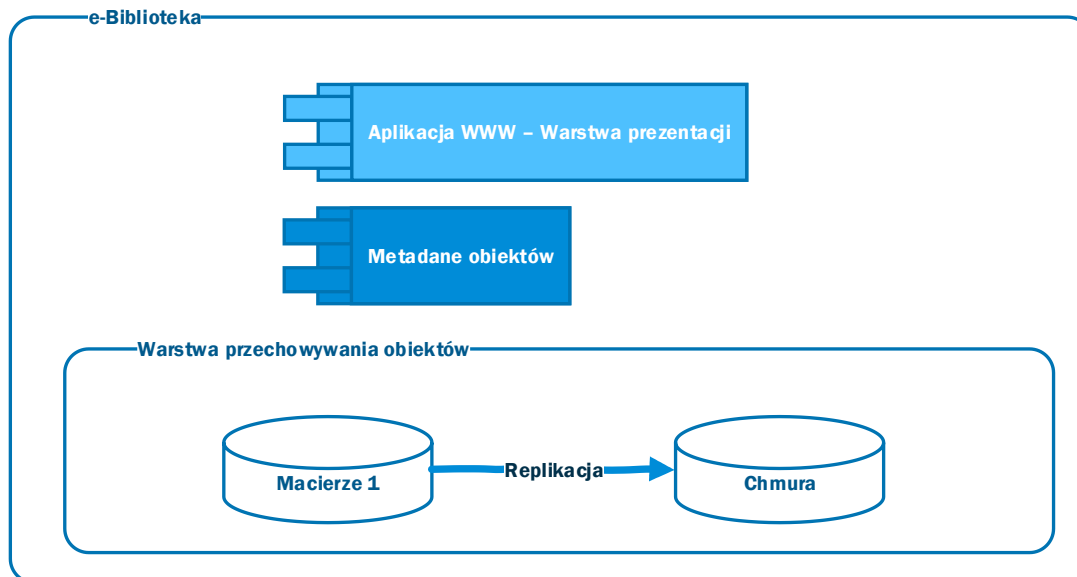 e-Biblioteka
Aplikacja WWW – Warstwa prezentacji
Metadane obiektów
Warstwa przechowywania obiektów
Macierze 1
Replikacja
Chmura